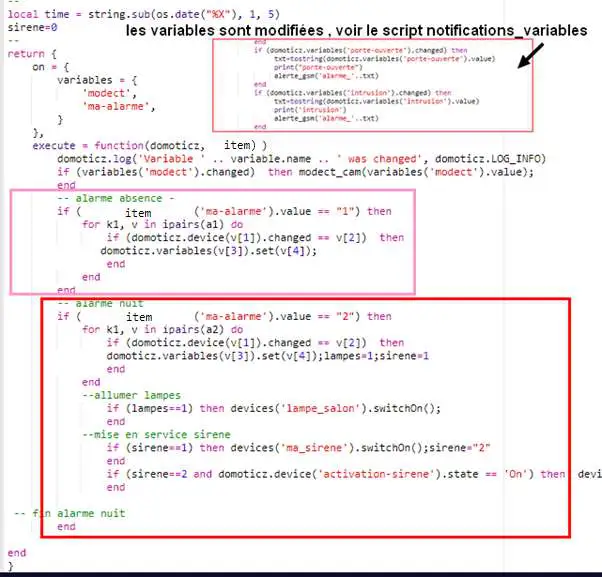 --
local time = string.sub(os.date("%X"), 1, 5)
sirene=0
les variables sont modifiées , voir le script notifications_variables
--
return {
on = {
variables = {
'modect',
'ma-alarme',
}
},
end
if (domoticz.variables('porte-ouverte').changed) then
txt=tostring(domoticz.variables('porte-ouverte').value)
print("porte-ouverte")
alerte_gsm('alarme_'..txt)
end
if (domoticz.variables('intrusion').changed) then
txt=tostring(domoticz.variables('intrusion').value)
print('intrusion')
alerte_gsm('alarme_'..txt)
end
execute = function(domoticz, item) )
domoticz.log('Variable ' .. variable.name .. ' was changed', domoticz.LOG_INFO)
if (variables('modect').changed) then modect_cam(variables('modect').value);
end
-- alarme absence -
if ( item ('ma-alarme').value == "1") then
for k1, v in ipairs(a1) do
if (domoticz.device(v[1]).changed == v[2]) then
domoticz.variables(v[3]).set(v[4]);
end
end
end
-- alarme nuit
if ( item ('ma-alarme').value == "2") then
for k1, v in ipairs(a2) do
if (domoticz.device(v[1]).changed == v[2]) then
domoticz.variables(v[3]).set(v[4]);lampes=1;sirene=1
end
end
--allumer lampes
if (lampes==1) then devices('lampe_salon').switchOn();
end
--mise en service sirene
if (sirene==1) then devices('ma_sirene').switchOn();sirene="2"
end
if (sirene==2 and domoticz.device('activation-sirene').state == 'On') then devi
end
-- fin alarme nuit
end
end
}